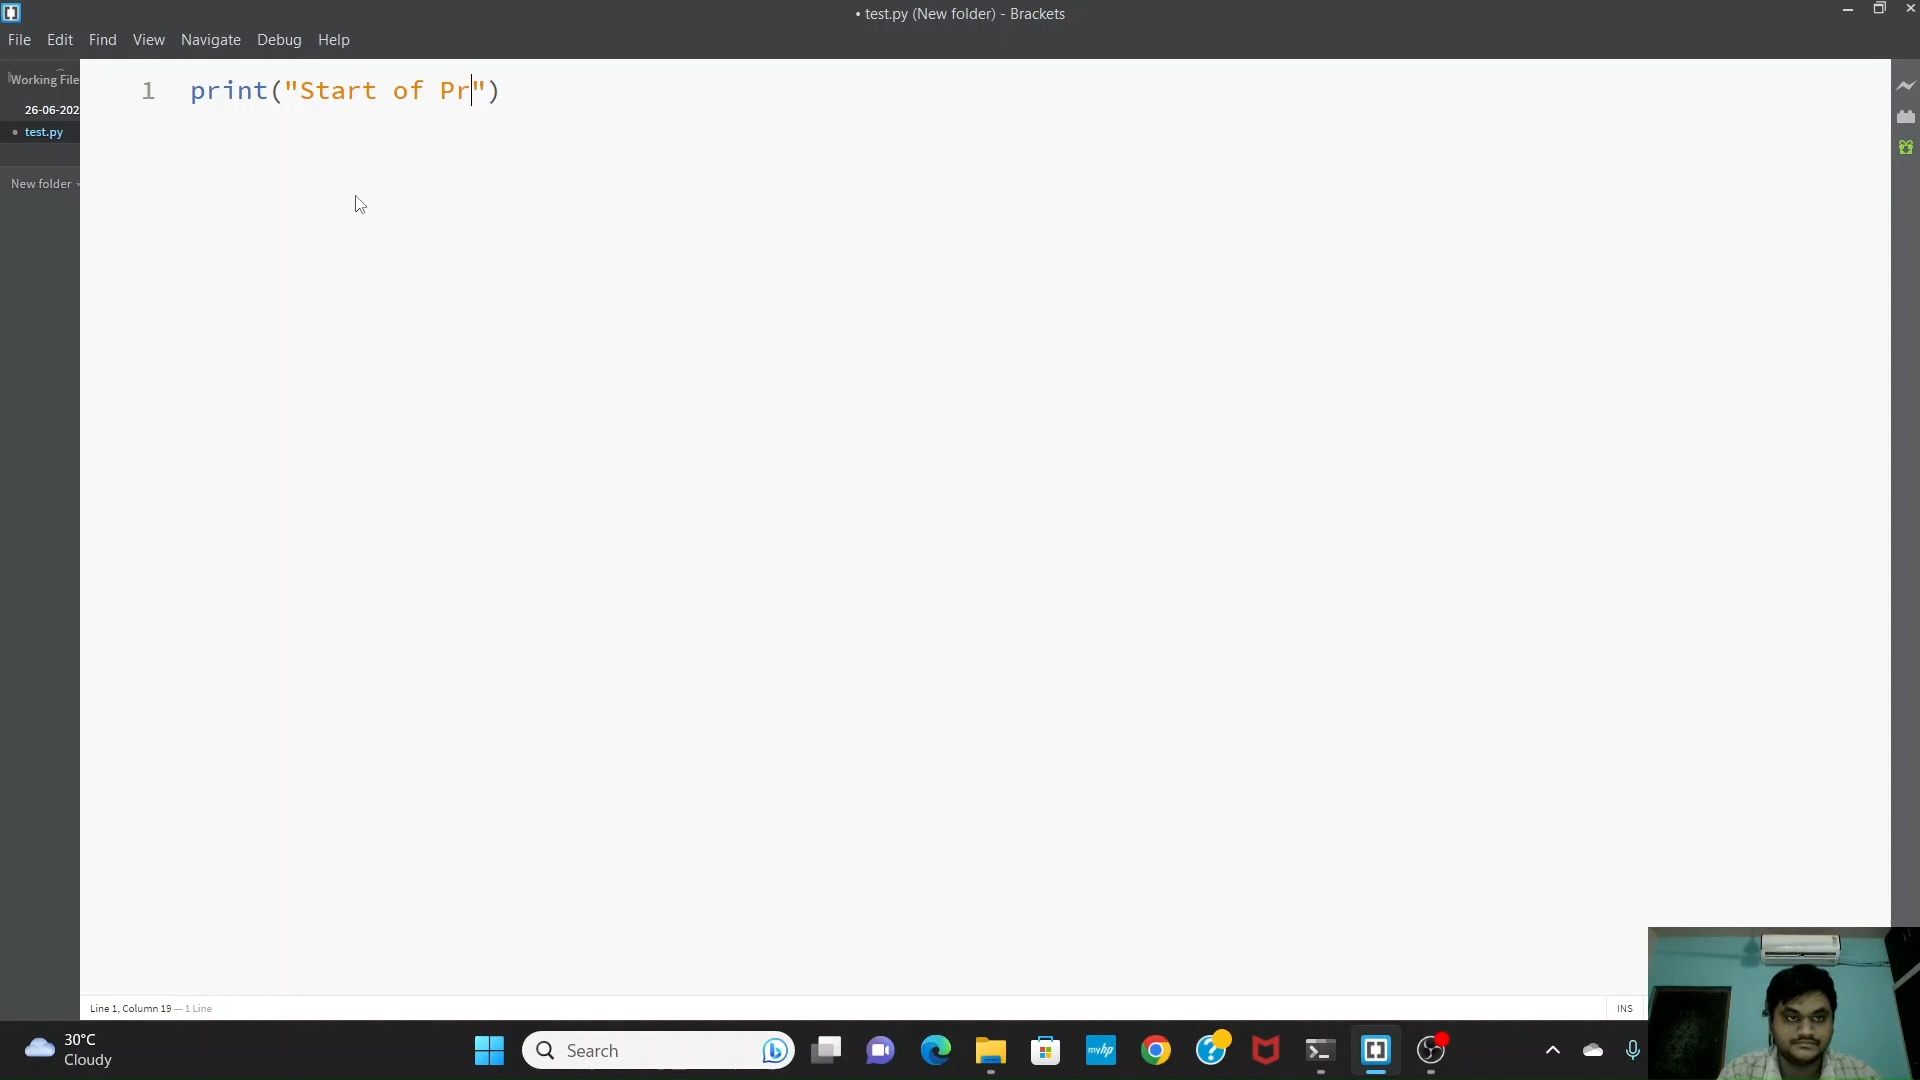 • test.py (New folder) - Brackets
File Edit Find View Navigate Debug Help
Working File
26-06-202
• test.py
New folder
1 print("Start of Pr")
Line 1, Column 19 — 1 Line
INS
30°C
Cloudy
Search
myhp